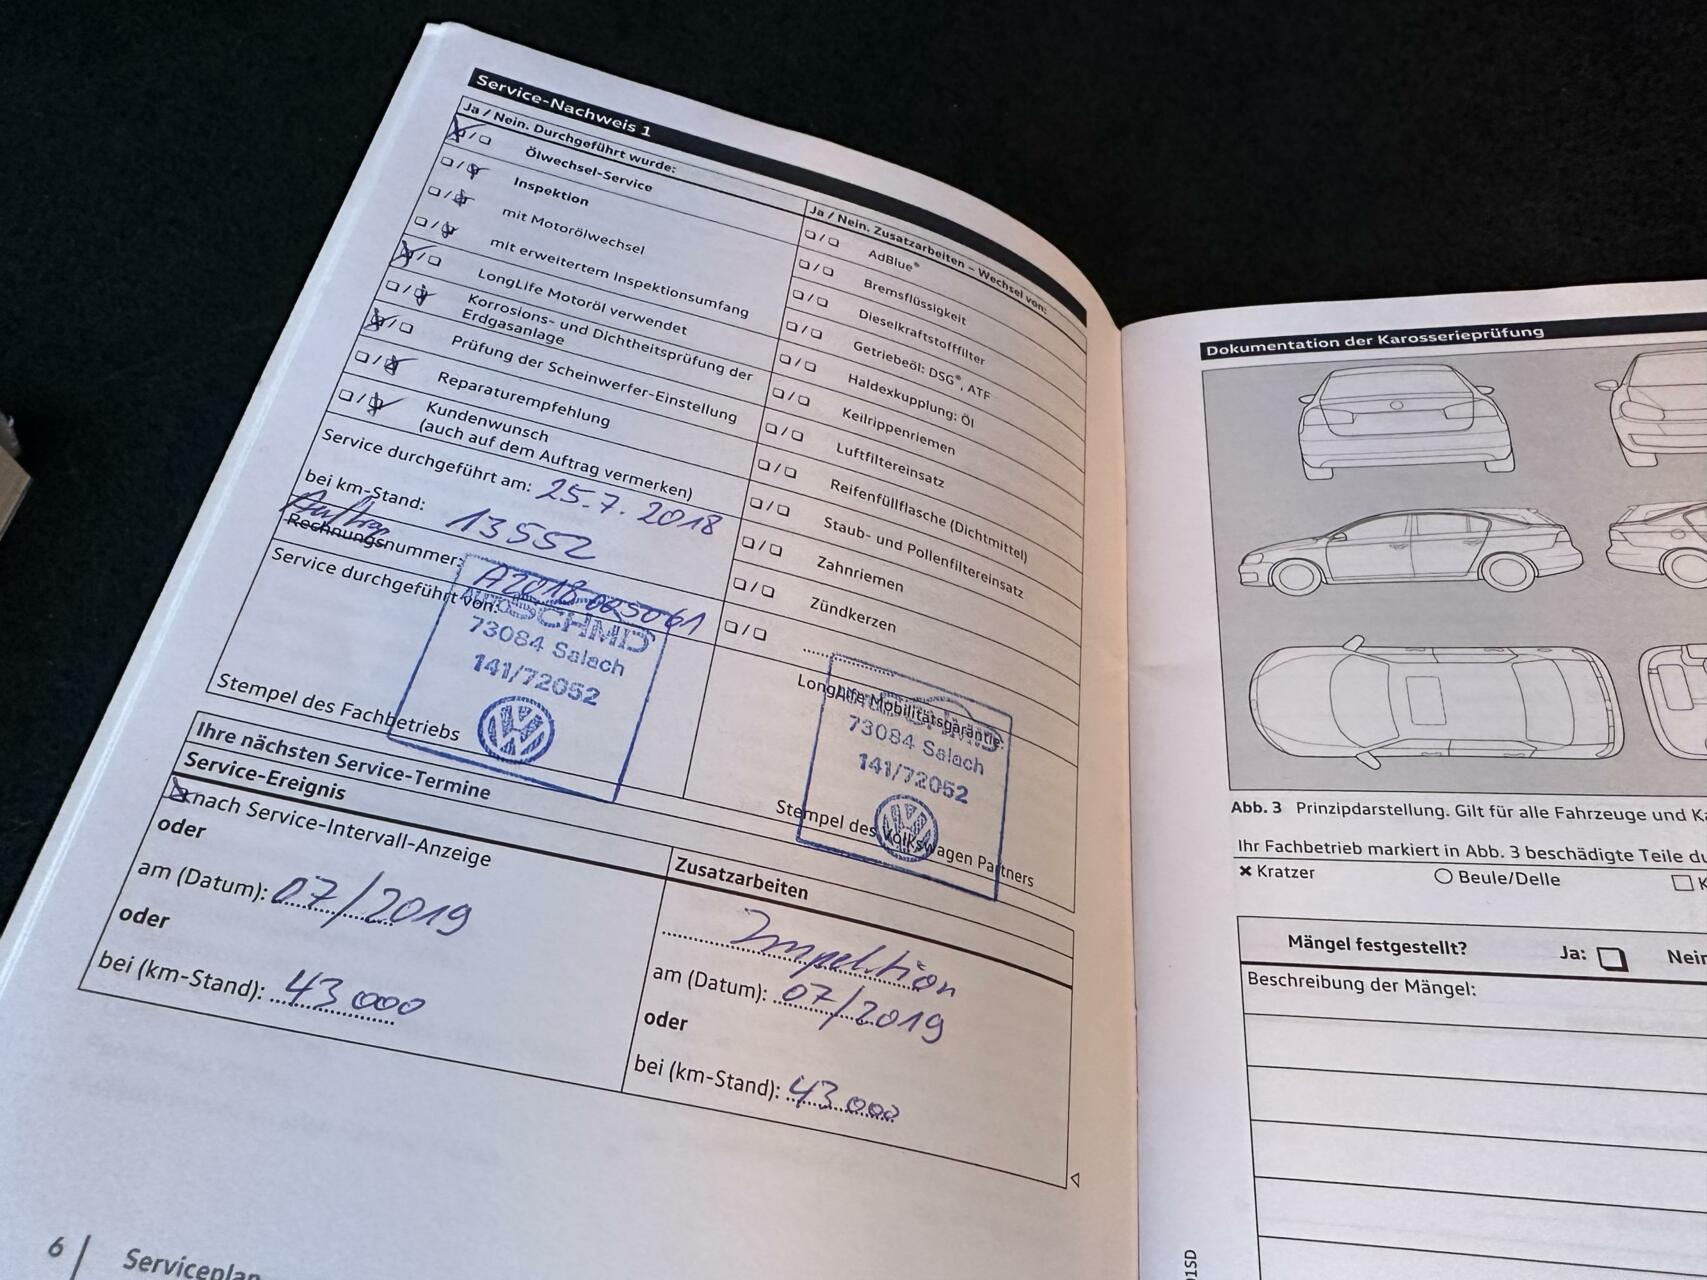 Service-Nachweis 1
Ja / Nein. Durchgeführt wurde:
Ölwechsel-Service
Inspektion
mit Motorölwechsel
mit erweitertem Inspektionsumfang
LongLife Motoröl verwendet
Korrosions- und Dichtheitsprüfung der
Erdgasanlage
Prüfung der Scheinwerfer-Einstellung
Reparaturempfehlung
Kundenwunsch
(auch auf dem Auftrag vermerken)
Service durchgeführt am: 25.7.2018
bei km-Stand: 13552
Auftrag
Rechnungsnummer: A2018005061
Service durchgeführt von:
AUTO SCHMID
73084 Salach
141/72052
Stempel des Fachbetriebs
Ja / Nein. Zusatzarbeiten – Wechsel von:
AdBlue®
Bremsflüssigkeit
Dieselkraftstofffilter
Getriebeöl: DSG®, ATF
Haldexkupplung: Öl
Keilrippenriemen
Luftfiltereinsatz
Reifenfüllflasche (Dichtmittel)
Staub- und Pollenfiltereinsatz
Zahnriemen
Zündkerzen
LongLife Mobilitätsgarantie:
73084 Salach
141/72052
Stempel des Volkswagen Partners
Ihre nächsten Service-Termine
Service-Ereignis
nach Service-Intervall-Anzeige
oder
am (Datum): 07/2019
oder
bei (km-Stand): 43 000
Zusatzarbeiten
Inspektion
am (Datum): 07/2019
oder
bei (km-Stand): 43 000
6 Serviceplan
Dokumentation der Karosserieprüfung
Abb. 3 Prinzipdarstellung. Gilt für alle Fahrzeuge und
Ihr Fachbetrieb markiert in Abb. 3 beschädigte Teile
Kratzer
Beule/Delle
Mängel festgestellt? Ja: Nein
Beschreibung der Mängel: